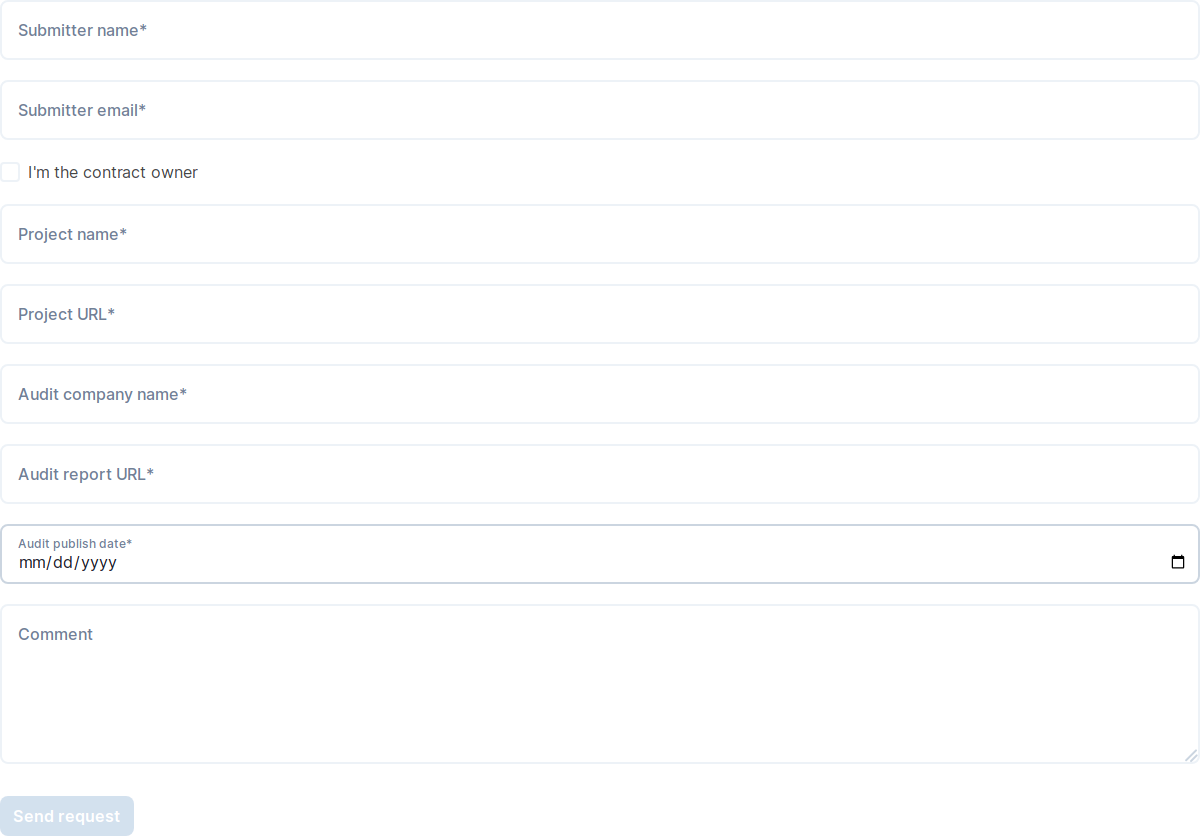 Submitter name*
Submitter email*
I'm the contract owner
Project name*
Project URL*
Audit company name*
Audit report URL*
Audit publish date*
mm/dd/yyyy
Comment
Send request